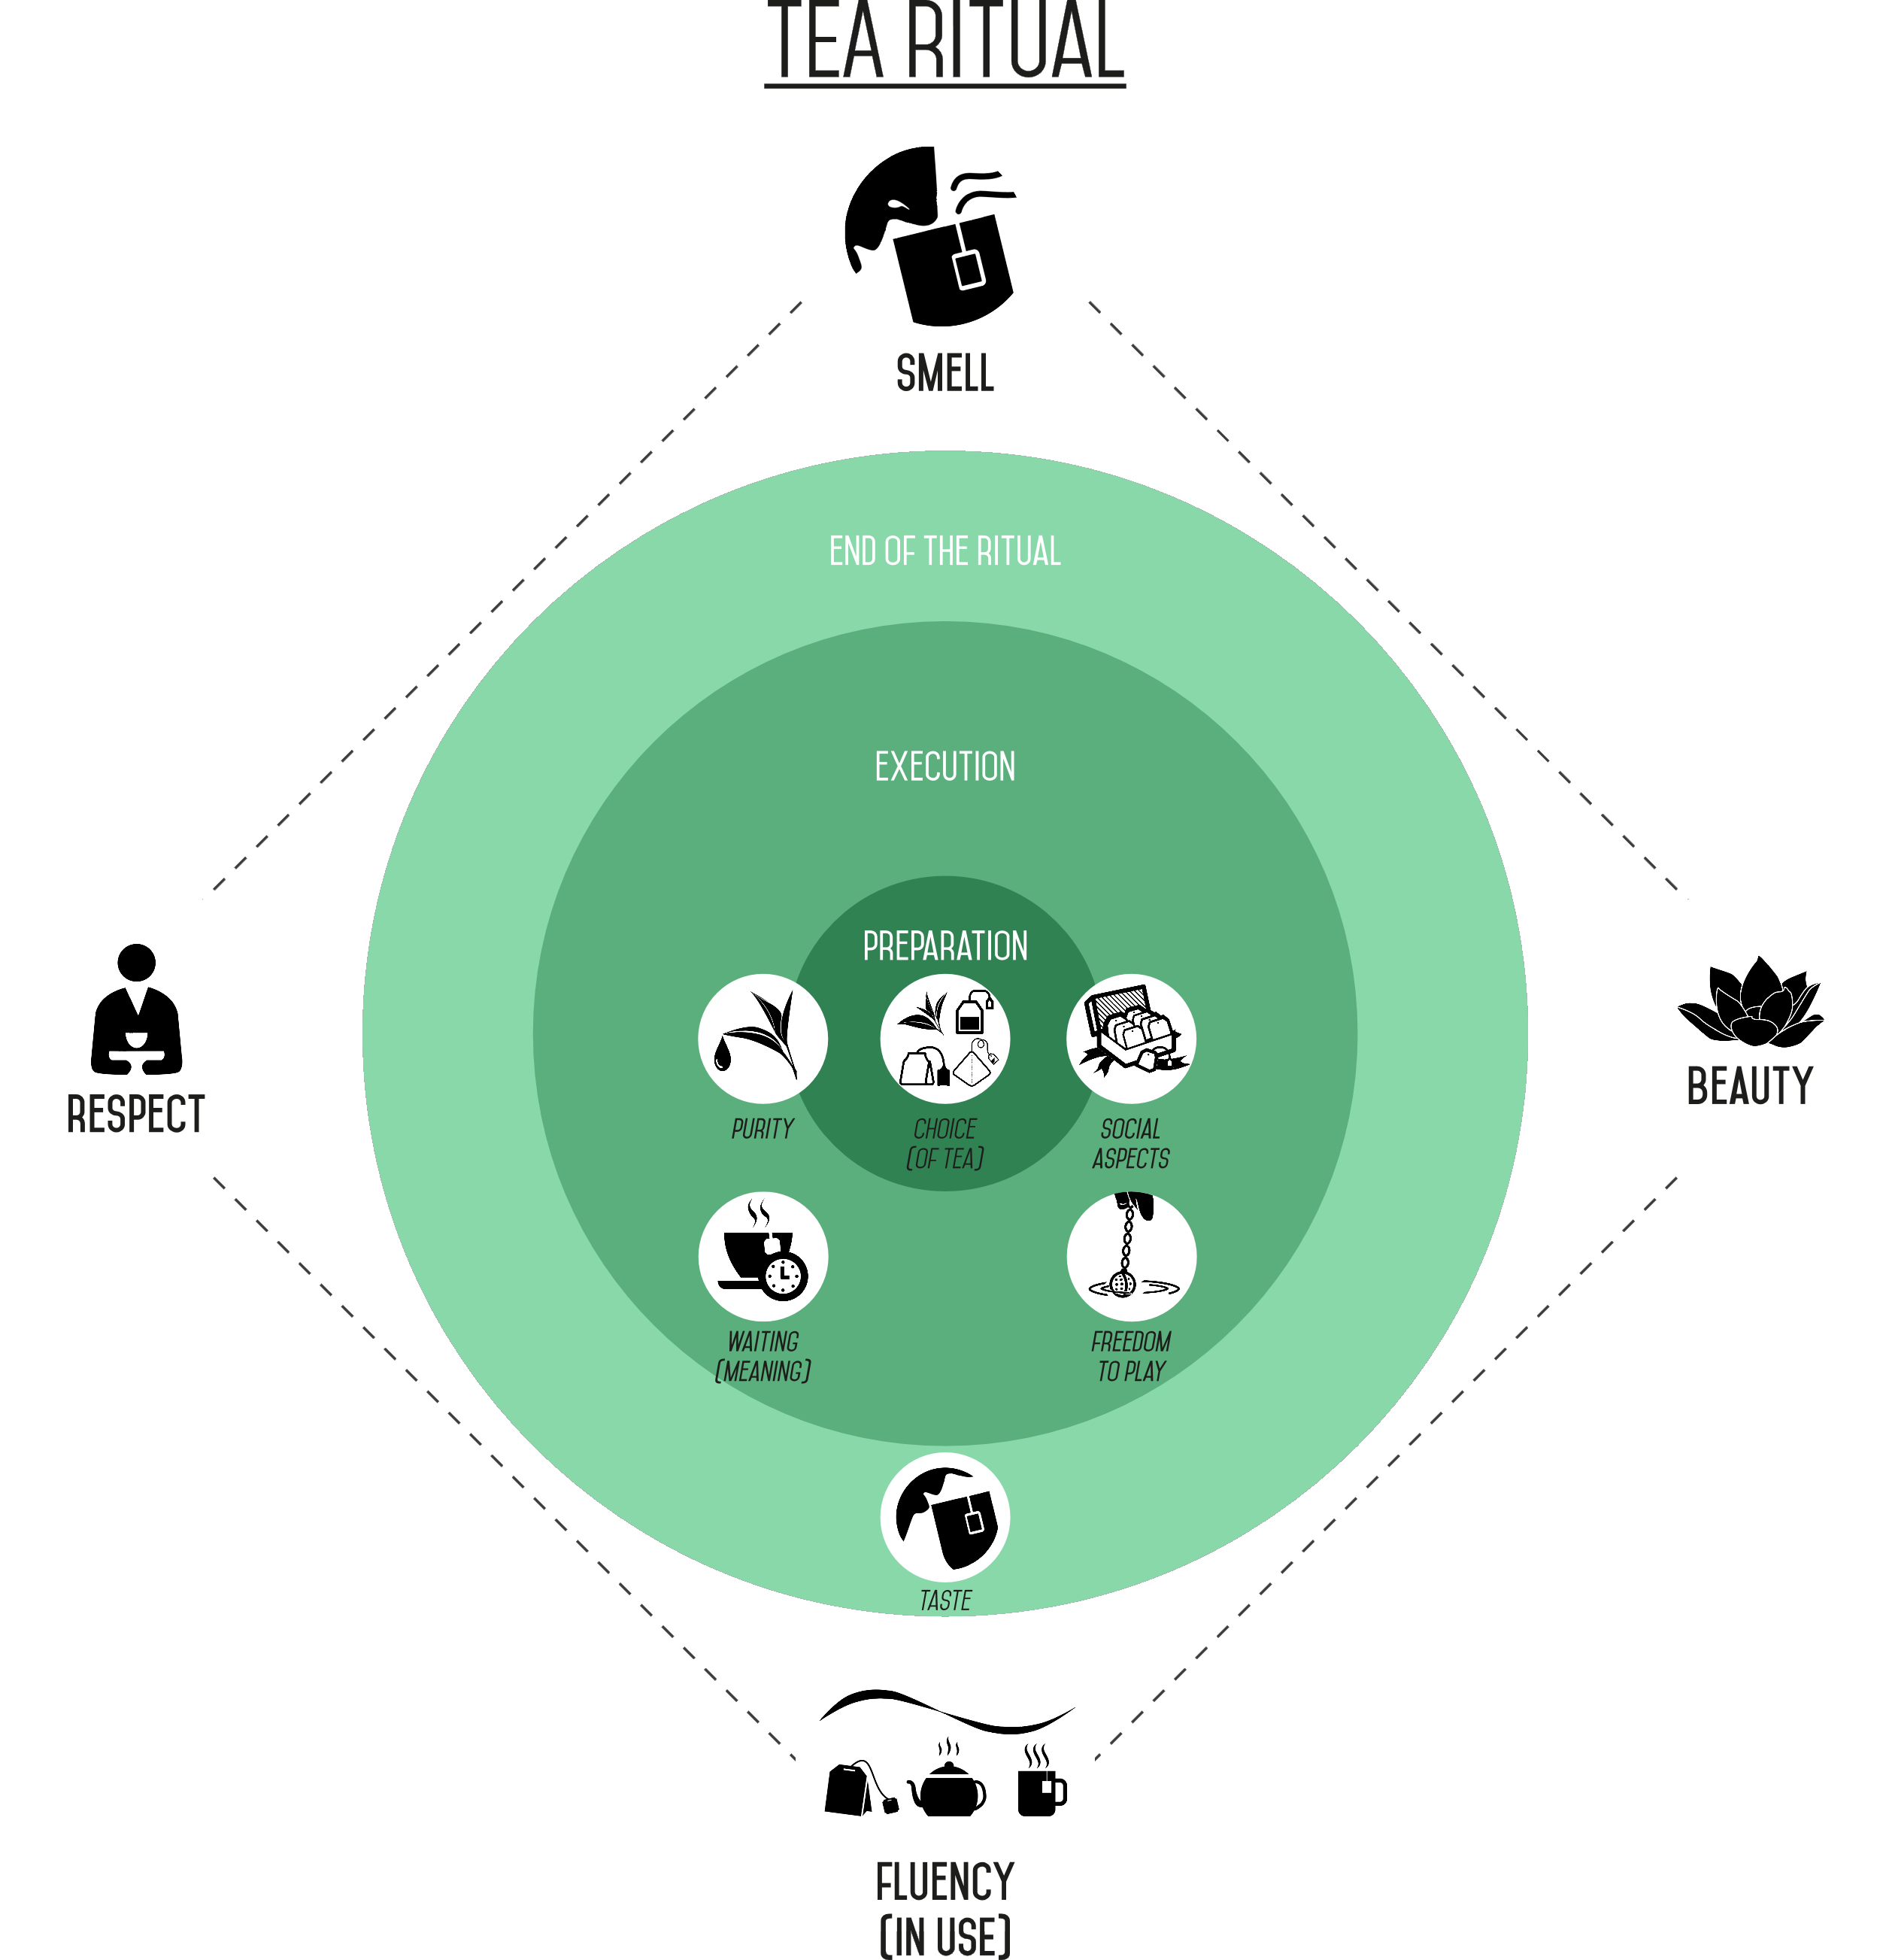 TEA RITUAL
SMELL
END OF THE RITUAL
EXECUTION
PREPARATION
RESPECT
BEAUTY
PURITY
CHOICE
(OF TEA)
SOCIAL
ASPECTS
WAITING
(MEANING)
FREEDOM
TO PLAY
TASTE
FLUENCY
(IN USE)